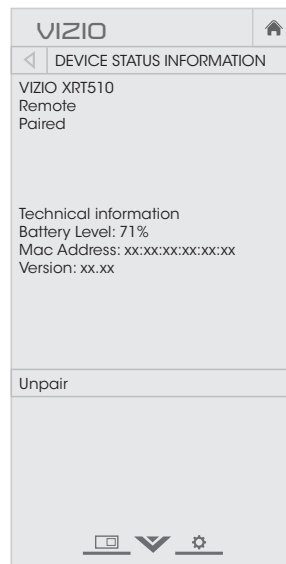 VIZIO
DEVICE STATUS INFORMATION
VIZIO XRT510
Remote
Paired
Technical information
Battery Level: 71%
Mac Address: xx:xx:xx:xx:xx:xx
Version: xx.xx
Unpair